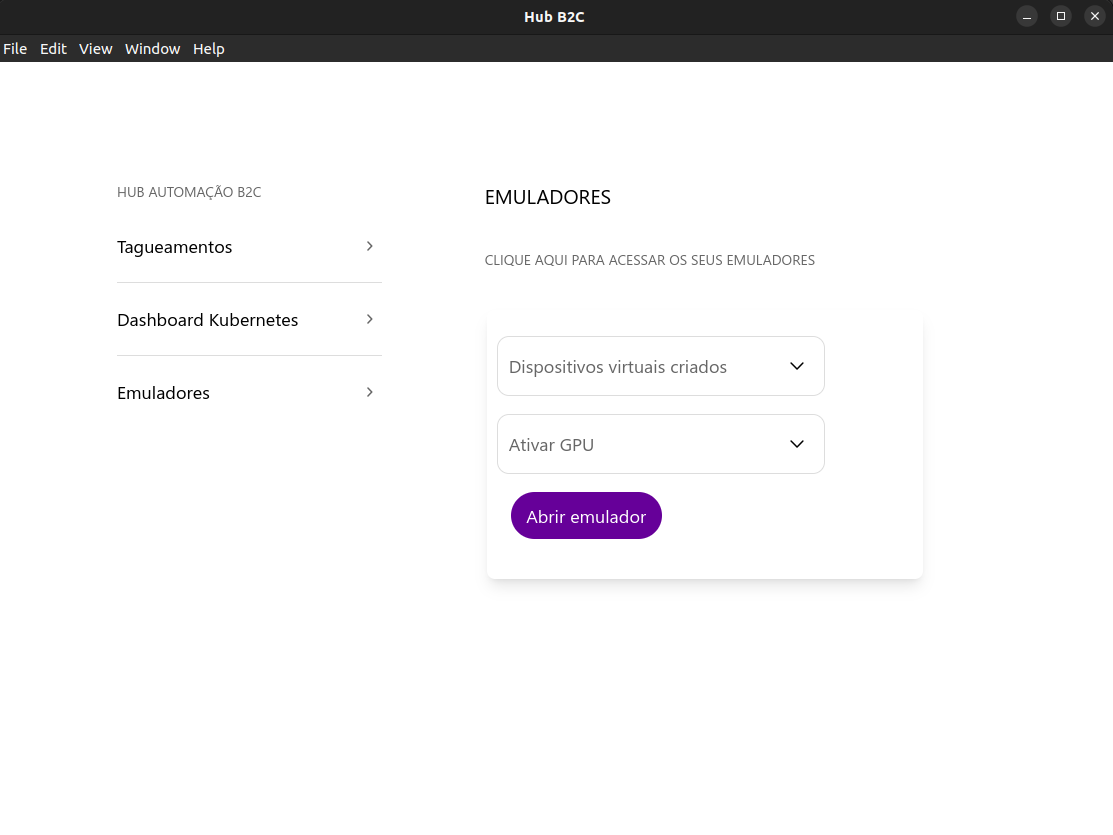 Hub B2C
File Edit View Window Help
HUB AUTOMAÇÃO B2C
Tagueamentos
Dashboard Kubernetes
Emuladores
EMULADORES
CLIQUE AQUI PARA ACESSAR OS SEUS EMULADORES
Dispositivos virtuais criados
Ativar GPU
Abrir emulador